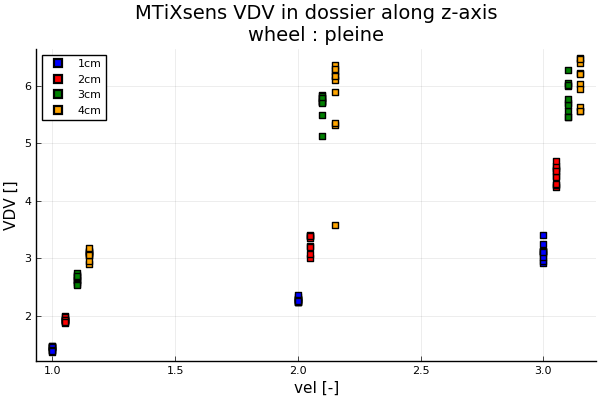 MTiXsens VDV in dossier along z-axis
wheel : pleine
1cm
2cm
3cm
4cm
VDV []
6
5
4
3
2
1.0 1.5 2.0 2.5 3.0
vel [-]